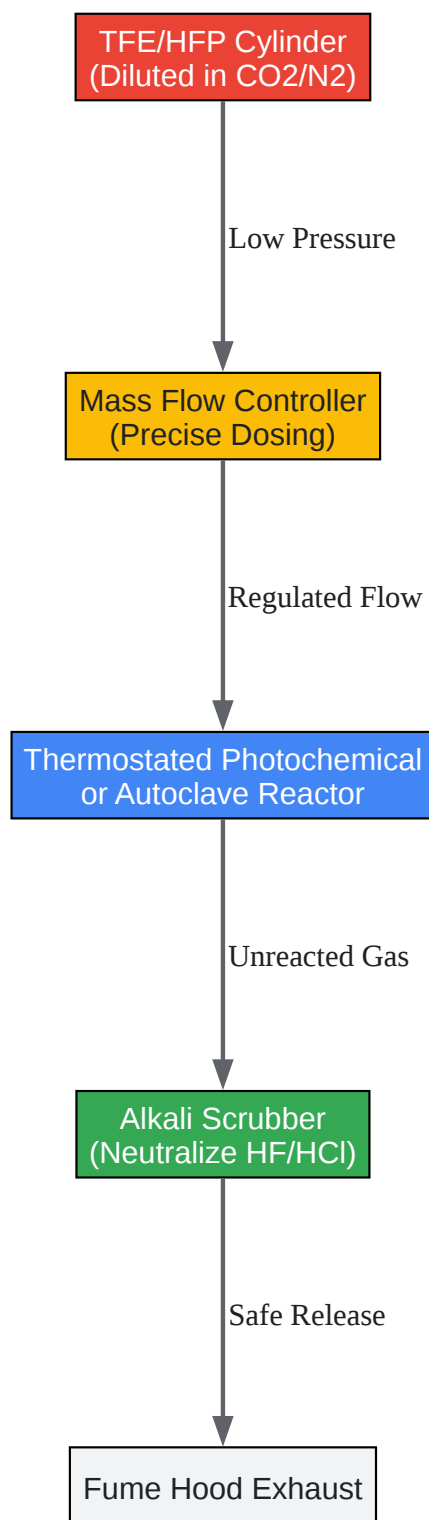 TFE/HFP Cylinder
(Diluted in CO2/N2)
Low Pressure
Mass Flow Controller
(Precise Dosing)
Regulated Flow
Thermostated Photochemical
or Autoclave Reactor
Unreacted Gas
Alkali Scrubber
(Neutralize HF/HCl)
Safe Release
Fume Hood Exhaust